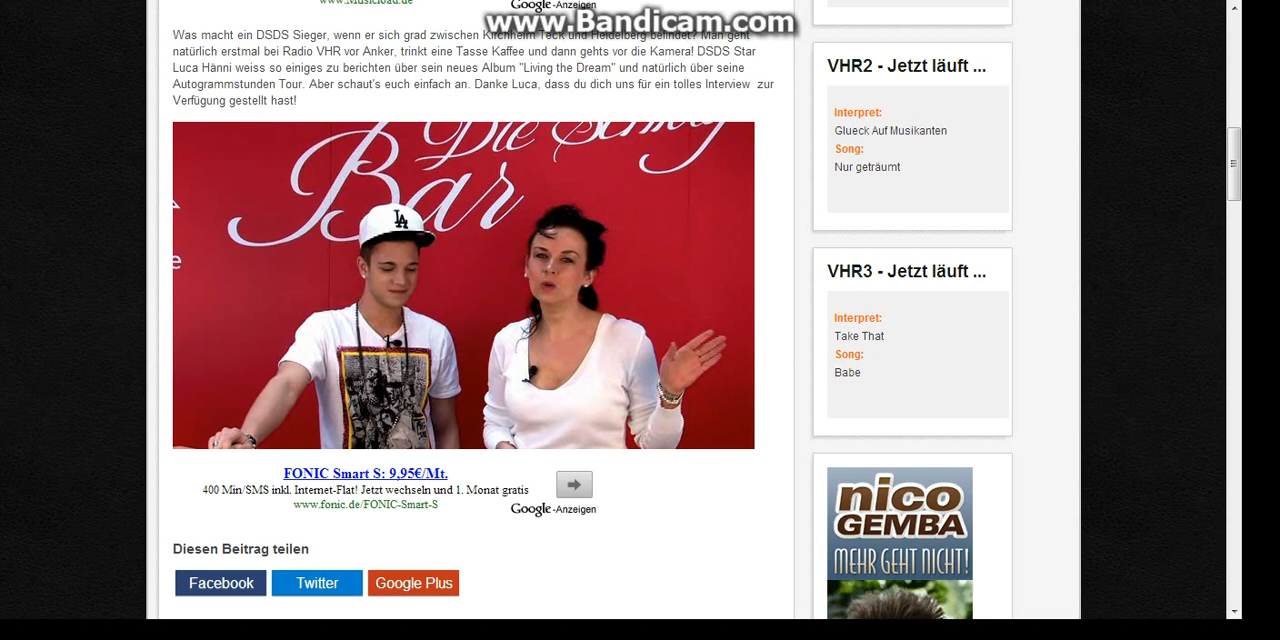 www.Musicload.de
Google-Anzeigen
www.Bandicam.com
Was macht ein DSDS Sieger, wenn er sich grad zwischen Kirchheim Teck und Heidelberg befindet? Man geht
natürlich erstmal bei Radio VHR vor Anker, trinkt eine Tasse Kaffee und dann gehts vor die Kamera! DSDS Star
Luca Hänni weiss so einiges zu berichten über sein neues Album "Living the Dream" und natürlich über seine
Autogrammstunden Tour. Aber schaut's euch einfach an. Danke Luca, dass du dich uns für ein tolles Interview zur
Verfügung gestellt hast!
Die
Bar
e
LA
FONIC Smart S: 9,95€/Mt.
400 Min/SMS inkl. Internet-Flat! Jetzt wechseln und 1. Monat gratis
www.fonic.de/FONIC-Smart-S
Google-Anzeigen
Diesen Beitrag teilen
Facebook Twitter Google Plus
VHR2 - Jetzt läuft ...
Interpret:
Glueck Auf Musikanten
Song:
Nur geträumt
VHR3 - Jetzt läuft ...
Interpret:
Take That
Song:
Babe
nico
GEMBA
MEHR GEHT NICHT!